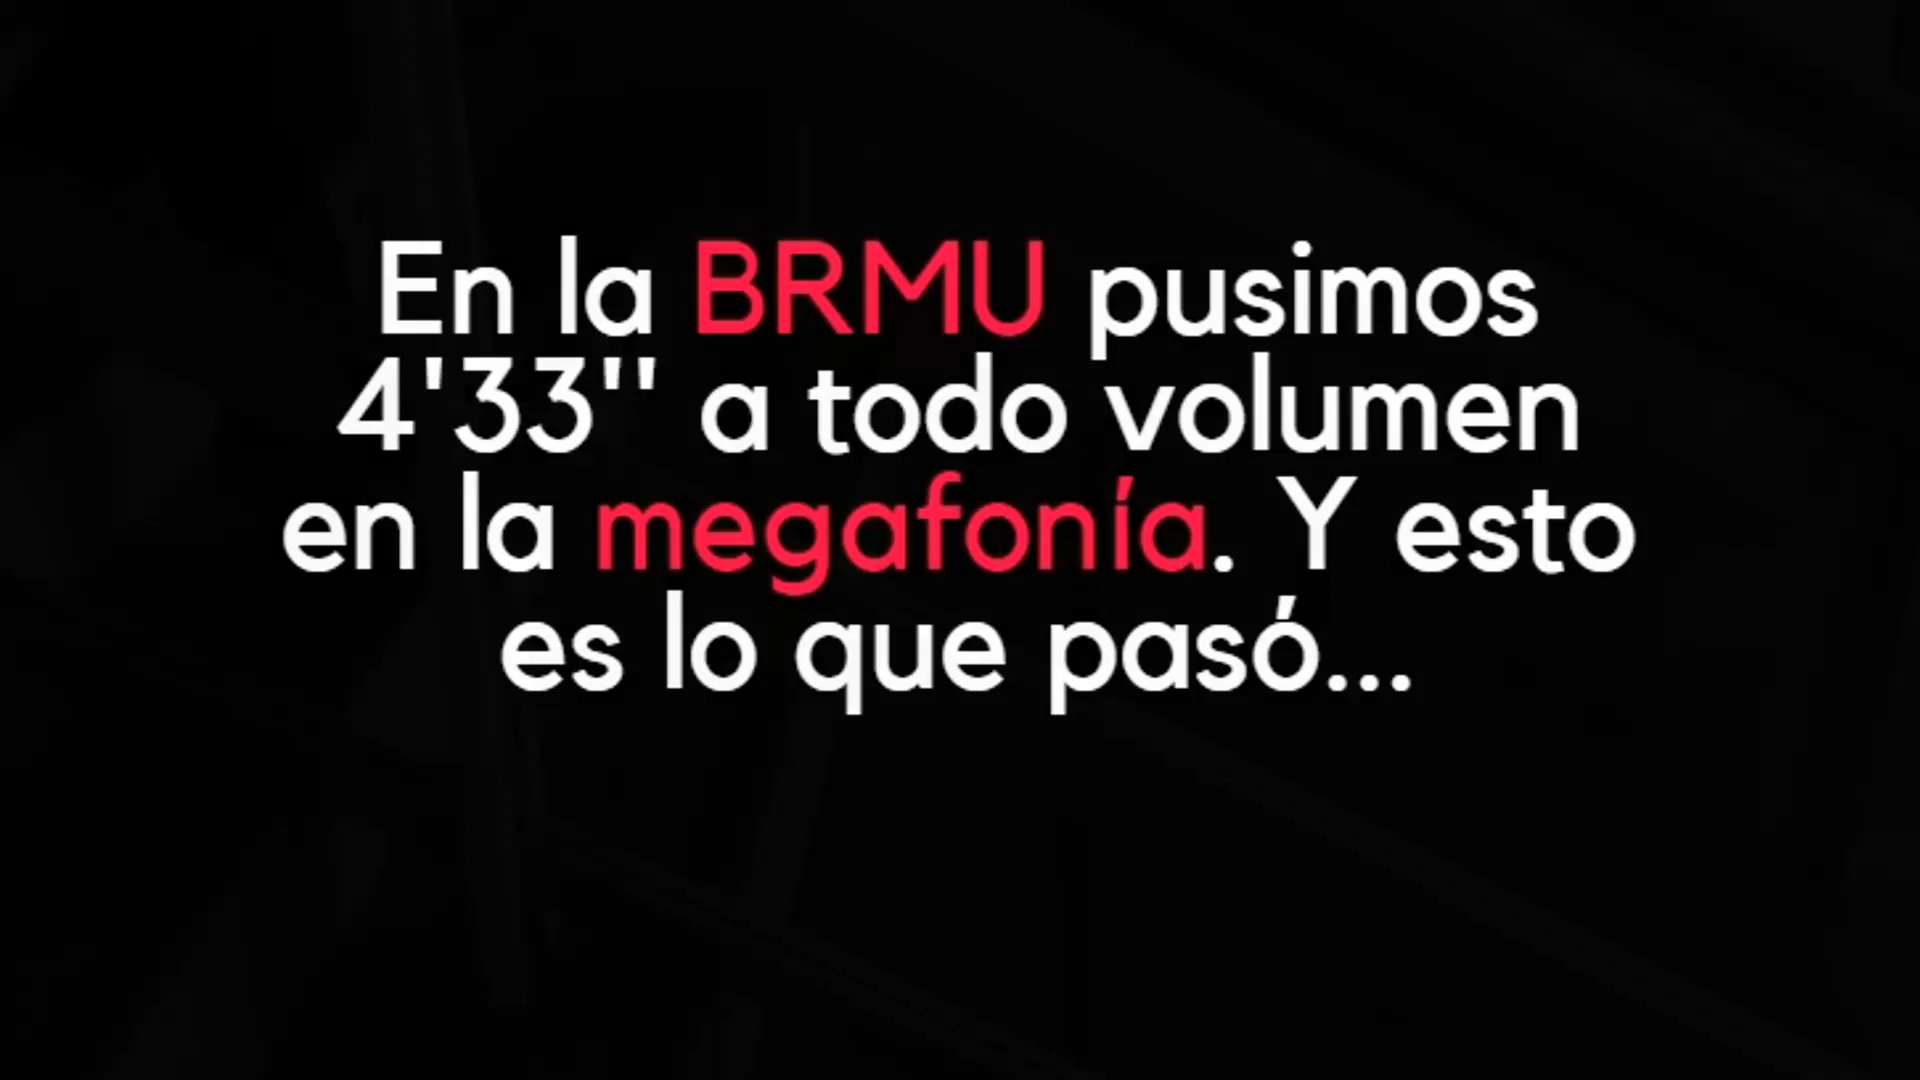 En la BRMU pusimos
4'33'' a todo volumen
en la megafonía. Y esto
es lo que pasó...